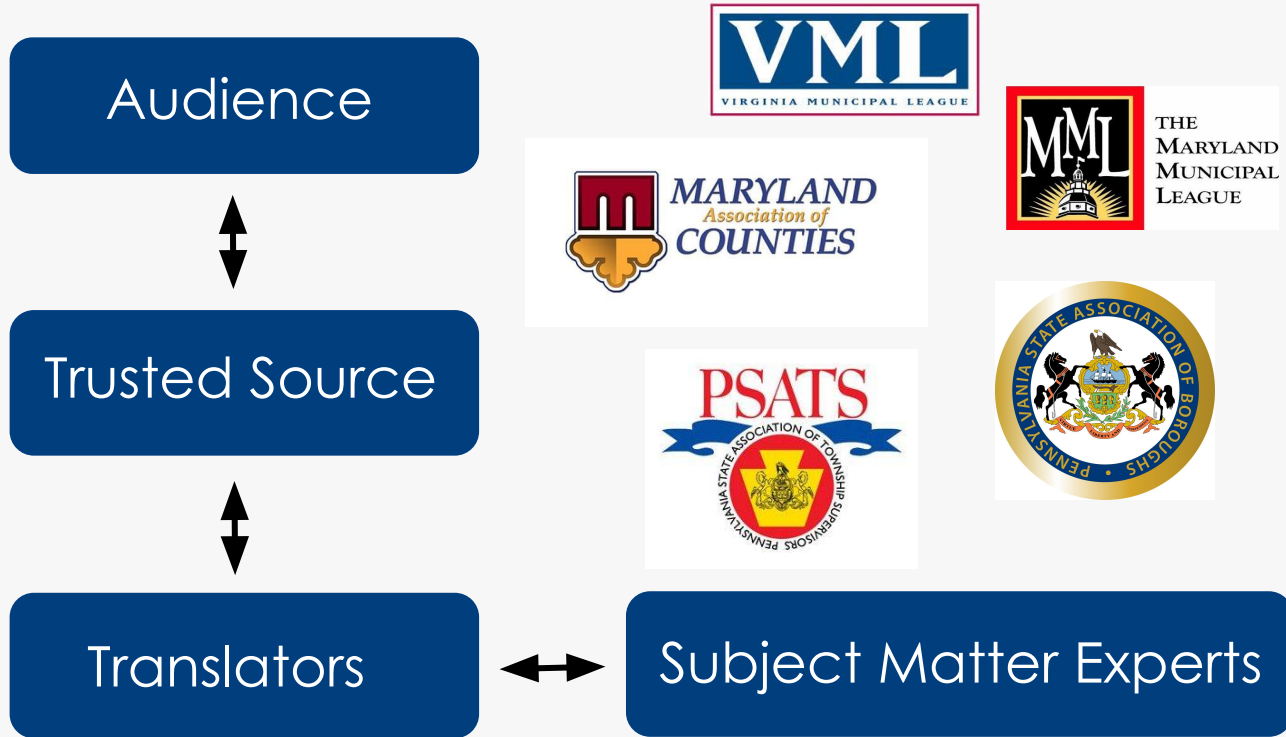 Audience
VML
VIRGINIA MUNICIPAL LEAGUE
MML
THE
MARYLAND
MUNICIPAL
LEAGUE
MARYLAND
Association of
COUNTIES
Trusted Source
PSATS
PENNSYLVANIA STATE ASSOCIATION OF TOWNSHIP SUPERVISORS
PENNSYLVANIA STATE ASSOCIATION OF BOROUGHS •
Translators
Subject Matter Experts